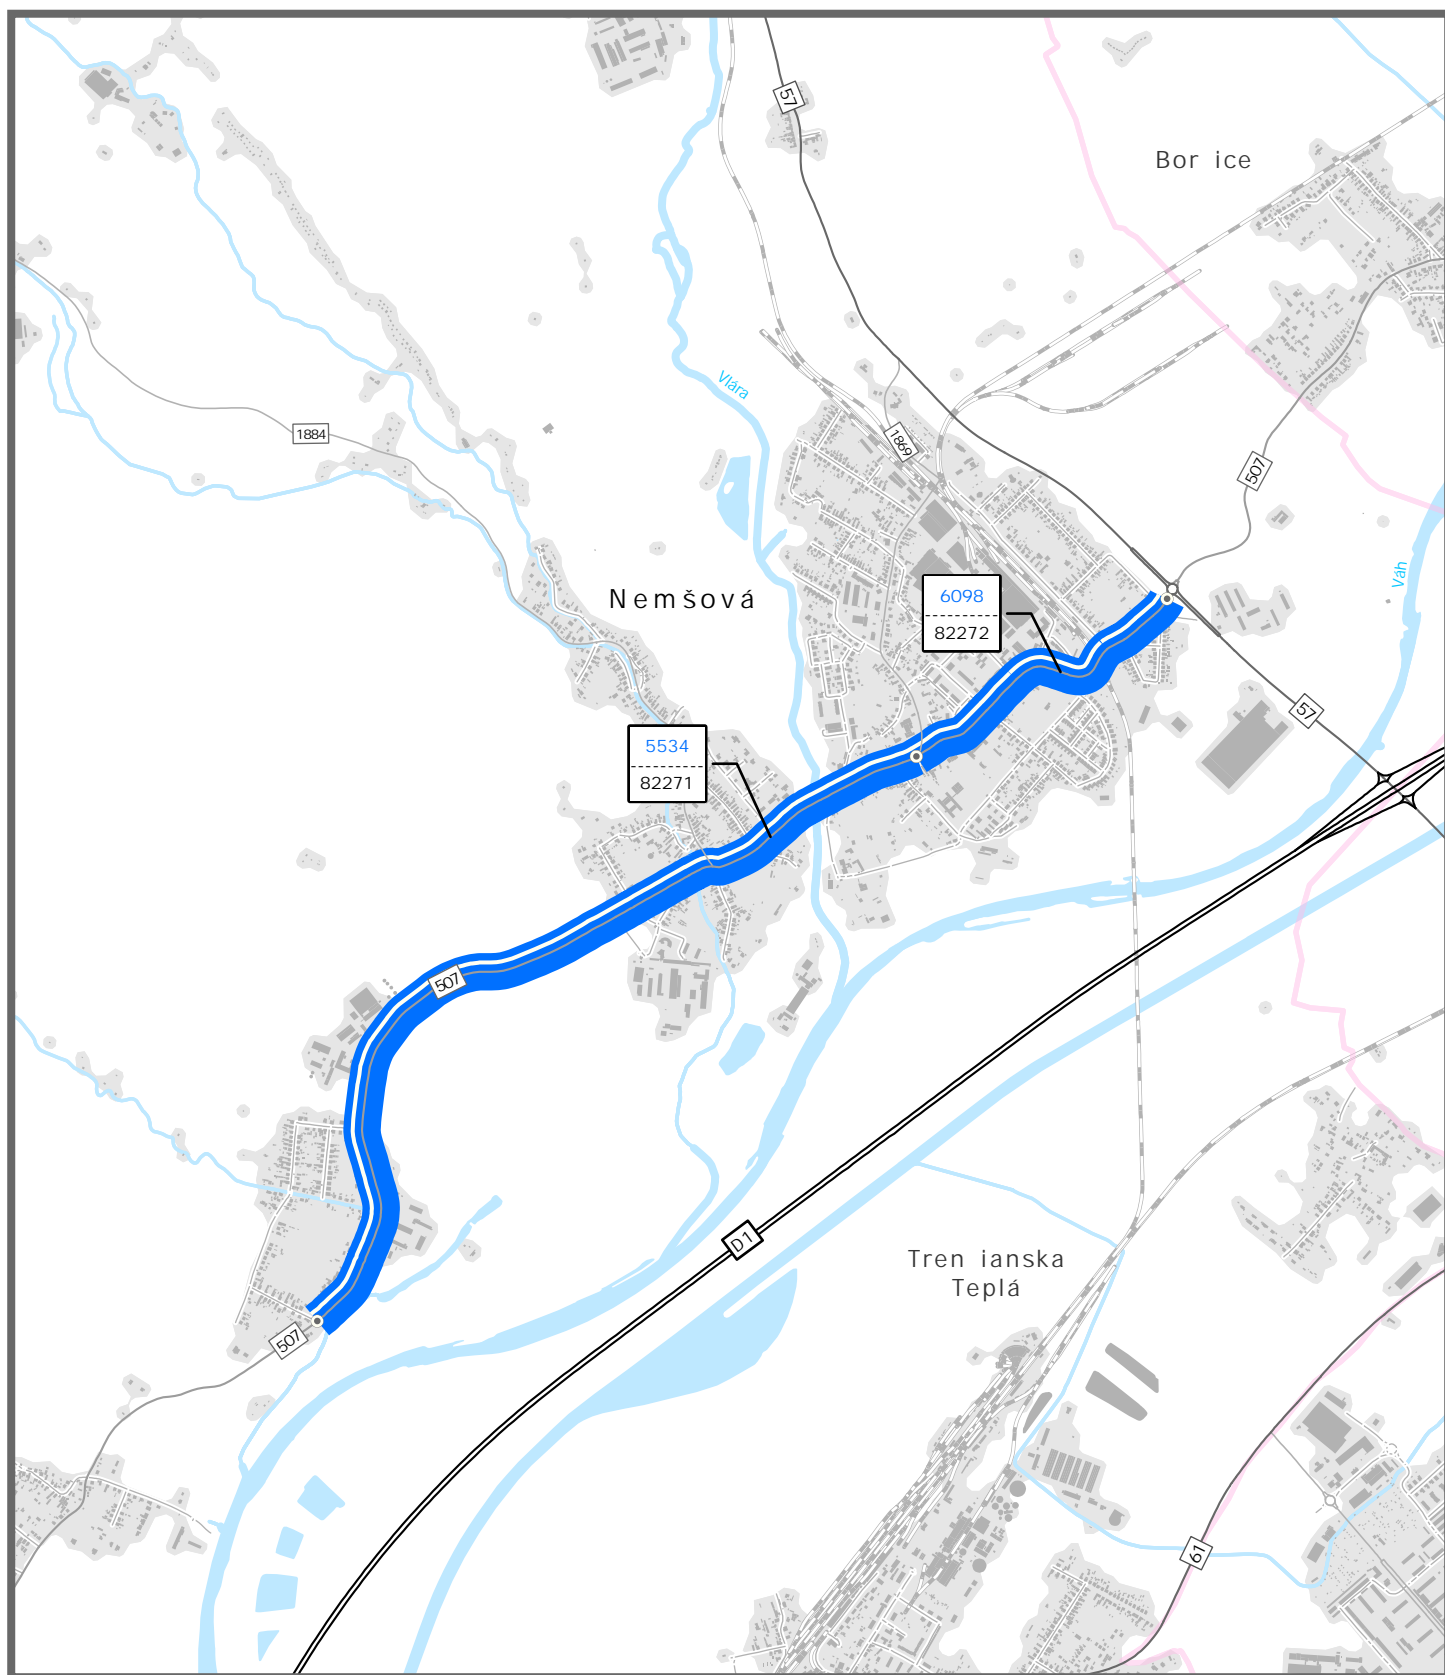 57
Bor ice
Vlára
1884
1869
507
Váh
Nemšová
6098
82272
57
5534
82271
507
D1
Tren ianska
Teplá
507
61